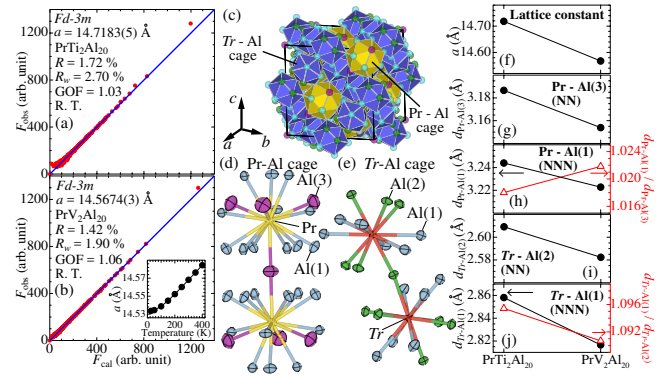 Fd-3m
a = 14.7183(5) Å
PrTi2Al20
R = 1.72 %
Rw = 2.70 %
GOF = 1.03
R. T.
(a)
1200
800
400
0
Fobs (arb. unit)
Fd-3m
a = 14.5674(3) Å
PrV2Al20
R = 1.42 %
Rw = 1.90 %
GOF = 1.06
R. T.
(b)
1200
800
400
0
Fobs (arb. unit)
14.57
14.55
14.53
a (Å)
0 200 400
Temperature (K)
0 400 800 1200
Fcal (arb. unit)
(c)
Tr - Al
cage
Pr - Al
cage
c
a
b
(d) Pr-Al cage
Al(3)
Pr
Al(1)
(e) Tr-Al cage
Al(2)
Al(1)
Tr
Lattice constant
14.70
14.60
a (Å)
(f)
Pr - Al(3)
(NN)
3.18
3.16
dPr-Al(3) (Å)
(g)
Pr - Al(1)
(NNN)
3.24
3.22
dPr-Al(1) (Å)
1.024
1.020
1.016
dPr-Al(1) / dPr-Al(3)
(h)
2.60
2.58
dTr-Al(2) (Å)
Tr - Al(2)
(NN)
(i)
Tr - Al(1)
(NNN)
2.86
2.84
2.82
dTr-Al(1) (Å)
1.096
1.092
dTr-Al(1) / dTr-Al(2)
(j)
PrTi2Al20 PrV2Al20